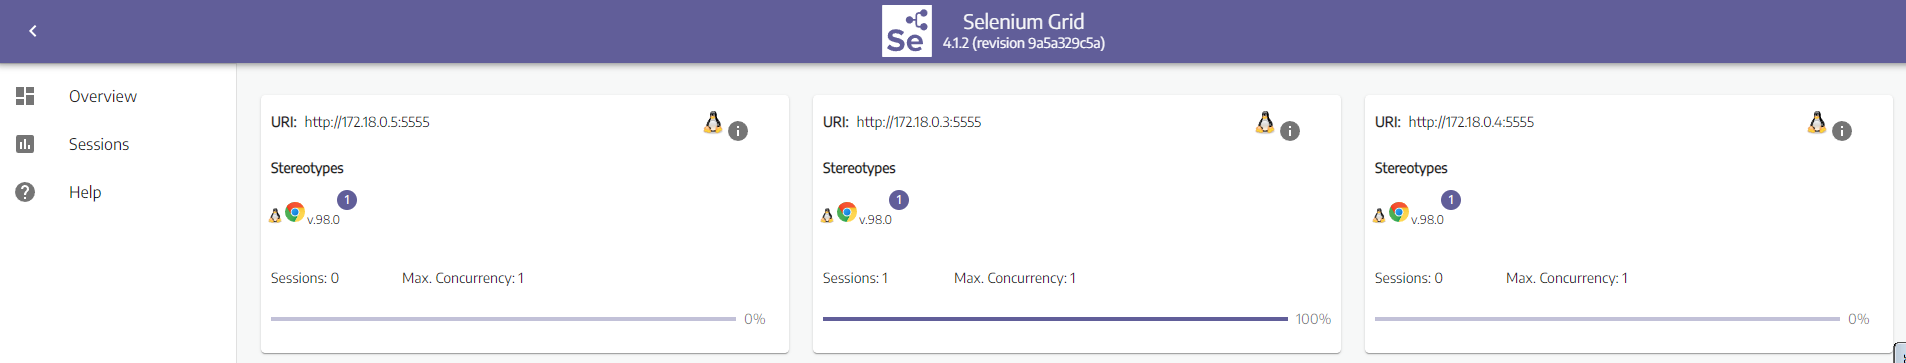 Se
Selenium Grid
4.1.2 (revision 9a5a329c5a)
Overview
Sessions
Help
URI: http://172.18.0.5:5555
Stereotypes
v.98.0 1
Sessions: 0 Max. Concurrency: 1
0%
URI: http://172.18.0.3:5555
Stereotypes
v.98.0 1
Sessions: 1 Max. Concurrency: 1
100%
URI: http://172.18.0.4:5555
Stereotypes
v.98.0 1
Sessions: 0 Max. Concurrency: 1
0%